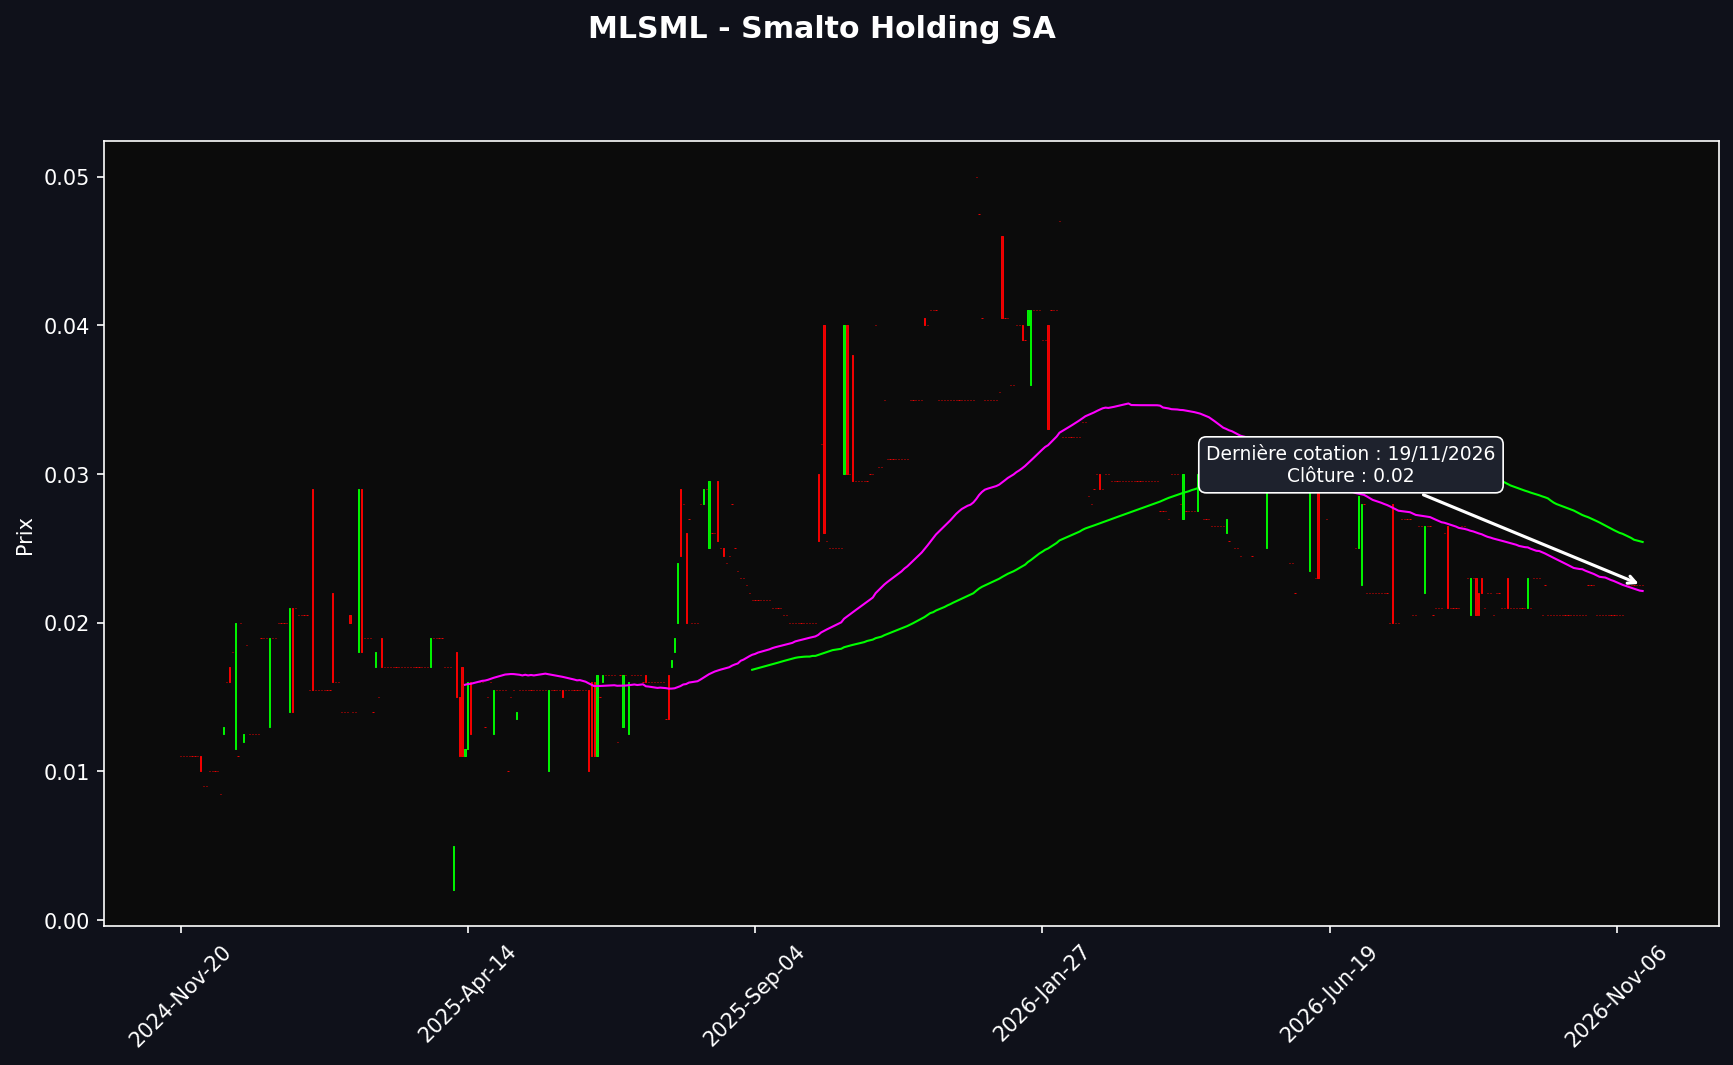 MLSML - Smalto Holding SA
0.05
0.04
0.03
0.02
0.01
0.00
Prix
Dernière cotation : 19/11/2026
Clôture : 0.02
2024-Nov-20
2025-Apr-14
2025-Sep-04
2026-Jan-27
2026-Jun-19
2026-Nov-06